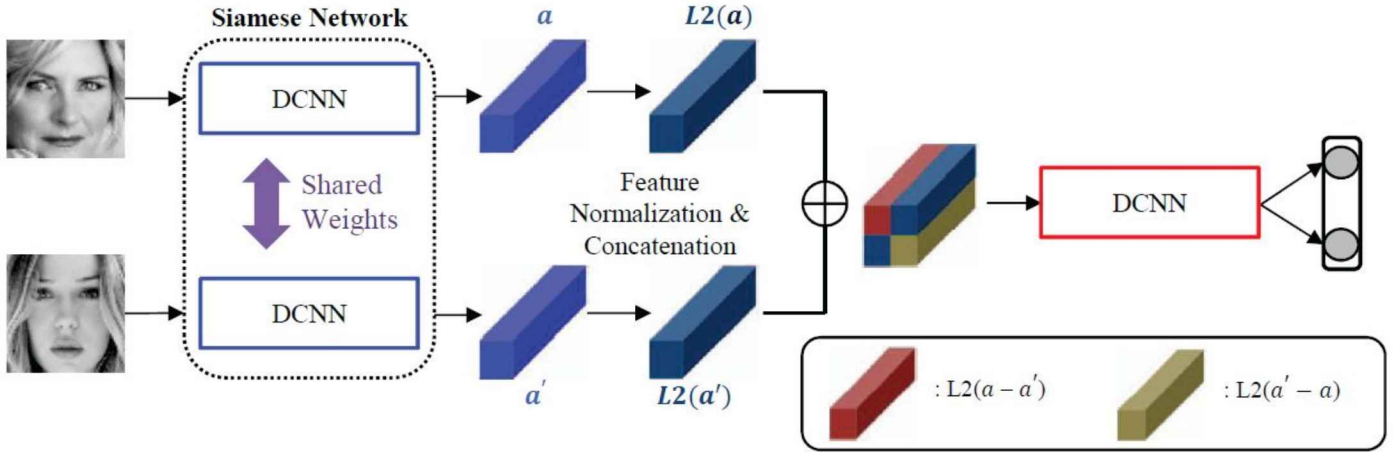 Siamese Network
a
L2(a)
DCNN
Shared
Weights
Feature
Normalization &
Concatenation
DCNN
DCNN
a′
L2(a′)
: L2(a − a′)
: L2(a′ − a)